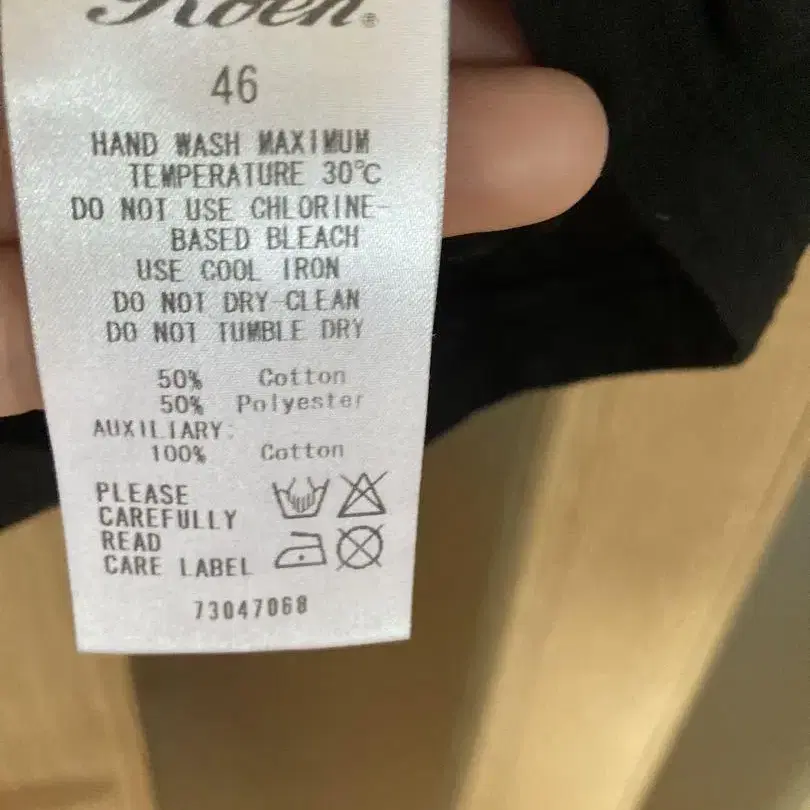 Roen®
46
HAND WASH MAXIMUM
TEMPERATURE 30℃
DO NOT USE CHLORINE-
BASED BLEACH
USE COOL IRON
DO NOT DRY-CLEAN
DO NOT TUMBLE DRY
50% Cotton
50% Polyester
AUXILIARY:
100% Cotton
PLEASE
CAREFULLY
READ
CARE LABEL
73047068